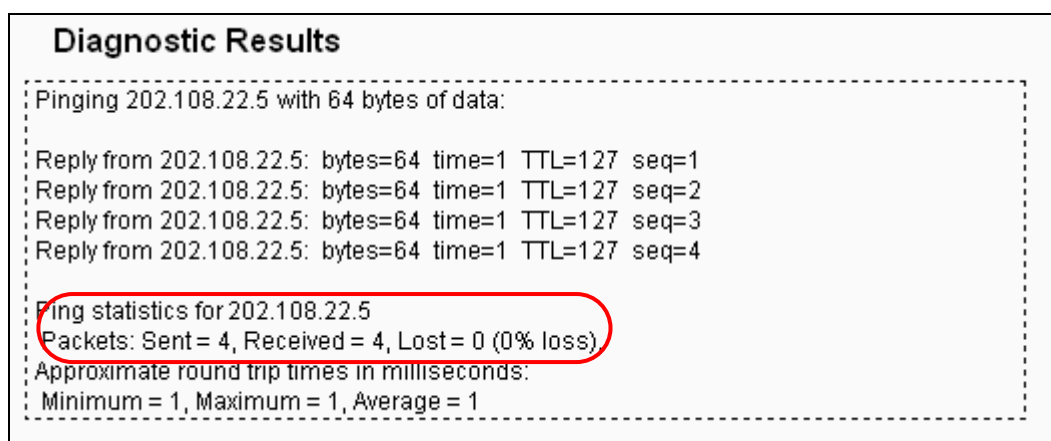 Diagnostic Results
Pinging 202.108.22.5 with 64 bytes of data:
Reply from 202.108.22.5: bytes=64 time=1 TTL=127 seq=1
Reply from 202.108.22.5: bytes=64 time=1 TTL=127 seq=2
Reply from 202.108.22.5: bytes=64 time=1 TTL=127 seq=3
Reply from 202.108.22.5: bytes=64 time=1 TTL=127 seq=4
Ping statistics for 202.108.22.5
Packets: Sent = 4, Received = 4, Lost = 0 (0% loss),
Approximate round trip times in milliseconds:
Minimum = 1, Maximum = 1, Average = 1